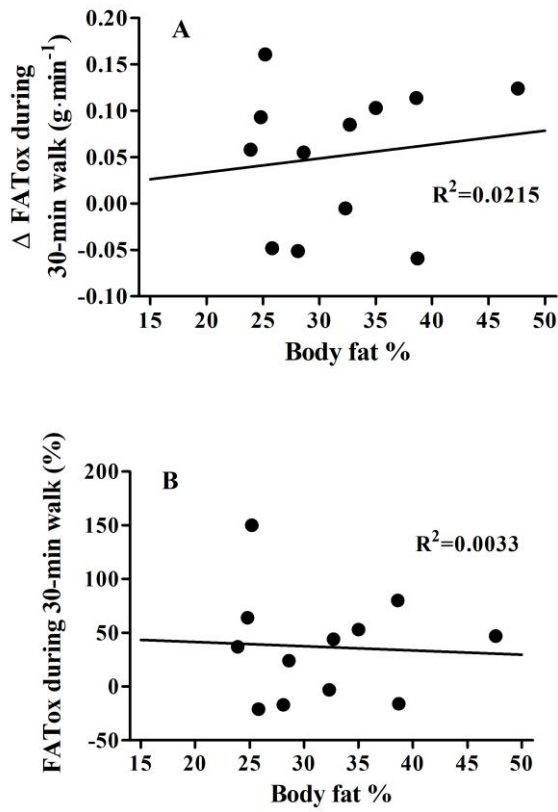 A
Δ FATox during
30-min walk (g·min⁻¹)
0.20
0.15
0.10
0.05
0.00
-0.05
-0.10
R²=0.0215
15 20 25 30 35 40 45 50
Body fat %
B
FATox during 30-min walk (%)
200
150
100
50
0
-50
R²=0.0033
15 20 25 30 35 40 45 50
Body fat %